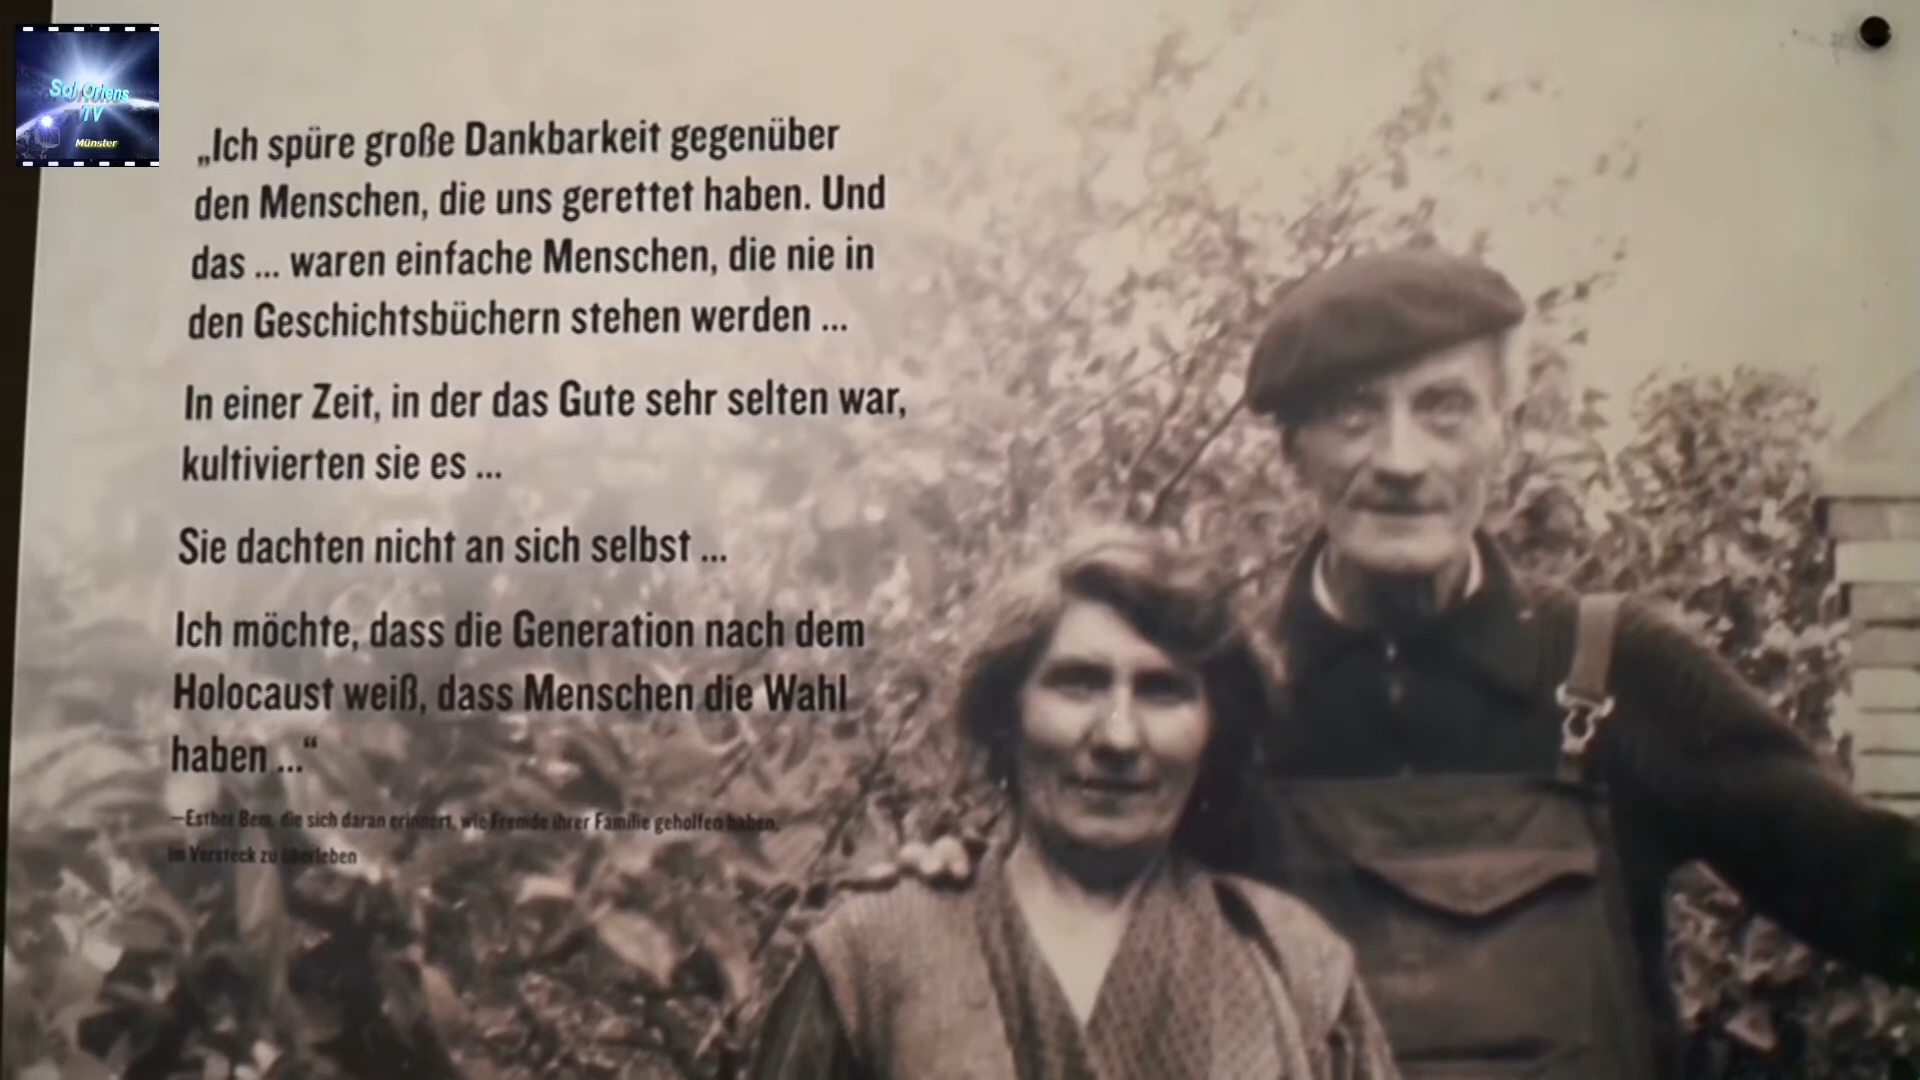 Sol Oriens
TV
Münster
„Ich spüre große Dankbarkeit gegenüber
den Menschen, die uns gerettet haben. Und
das ... waren einfache Menschen, die nie in
den Geschichtsbüchern stehen werden ...
In einer Zeit, in der das Gute sehr selten war,
kultivierten sie es ...
Sie dachten nicht an sich selbst ...
Ich möchte, dass die Generation nach dem
Holocaust weiß, dass Menschen die Wahl
haben ...“
—Esther Bem, die sich daran erinnert, wie Fremde ihrer Familie geholfen haben,
im Versteck zu überleben